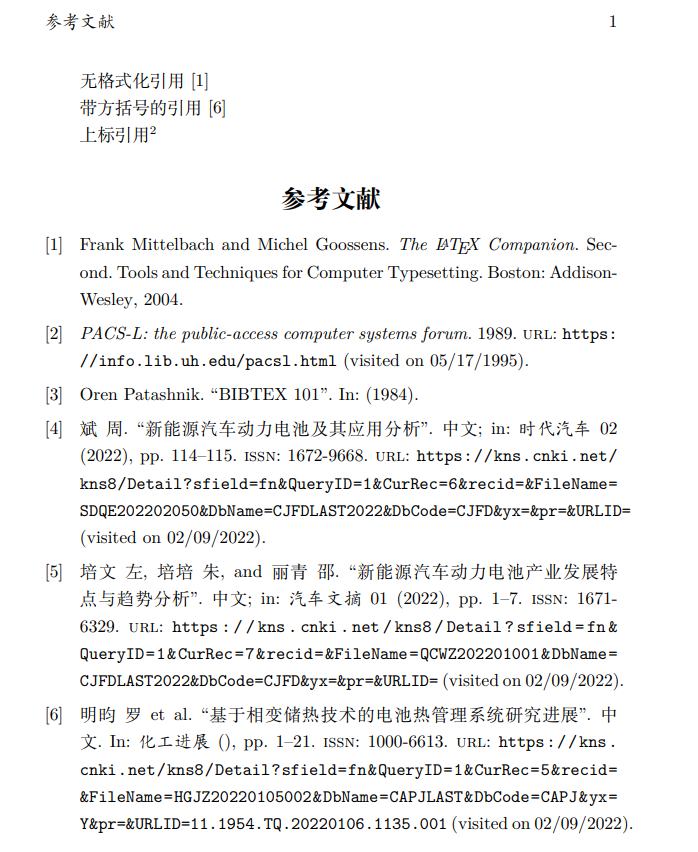 参考文献 1
无格式化引用 [1]
带方括号的引用 [6]
上标引用²
参考文献
[1] Frank Mittelbach and Michel Goossens. The LATEX Companion. Sec-
ond. Tools and Techniques for Computer Typesetting. Boston: Addison-
Wesley, 2004.
[2] PACS-L: the public-access computer systems forum. 1989. URL: https:
//info.lib.uh.edu/pacsl.html (visited on 05/17/1995).
[3] Oren Patashnik. “BIBTEX 101”. In: (1984).
[4] 斌 周. “新能源汽车动力电池及其应用分析”. 中文; in: 时代汽车 02
(2022), pp. 114–115. ISSN: 1672-9668. URL: https://kns.cnki.net/
kns8/Detail?sfield=fn&QueryID=1&CurRec=6&recid=&FileName=
SDQE202202050&DbName=CJFDLAST2022&DbCode=CJFD&yx=&pr=&URLID=
(visited on 02/09/2022).
[5] 培文 左, 培培 朱, and 丽青 邵. “新能源汽车动力电池产业发展特
点与趋势分析”. 中文; in: 汽车文摘 01 (2022), pp. 1–7. ISSN: 1671-
6329. URL: https://kns.cnki.net/kns8/Detail?sfield=fn&
QueryID=1&CurRec=7&recid=&FileName=QCWZ202201001&DbName=
CJFDLAST2022&DbCode=CJFD&yx=&pr=&URLID= (visited on 02/09/2022).
[6] 明昀 罗 et al. “基于相变储热技术的电池热管理系统研究进展”. 中
文. In: 化工进展 (), pp. 1–21. ISSN: 1000-6613. URL: https://kns.
cnki.net/kns8/Detail?sfield=fn&QueryID=1&CurRec=5&recid=
&FileName=HGJZ20220105002&DbName=CAPJLAST&DbCode=CAPJ&yx=
Y&pr=&URLID=11.1954.TQ.20220106.1135.001 (visited on 02/09/2022).